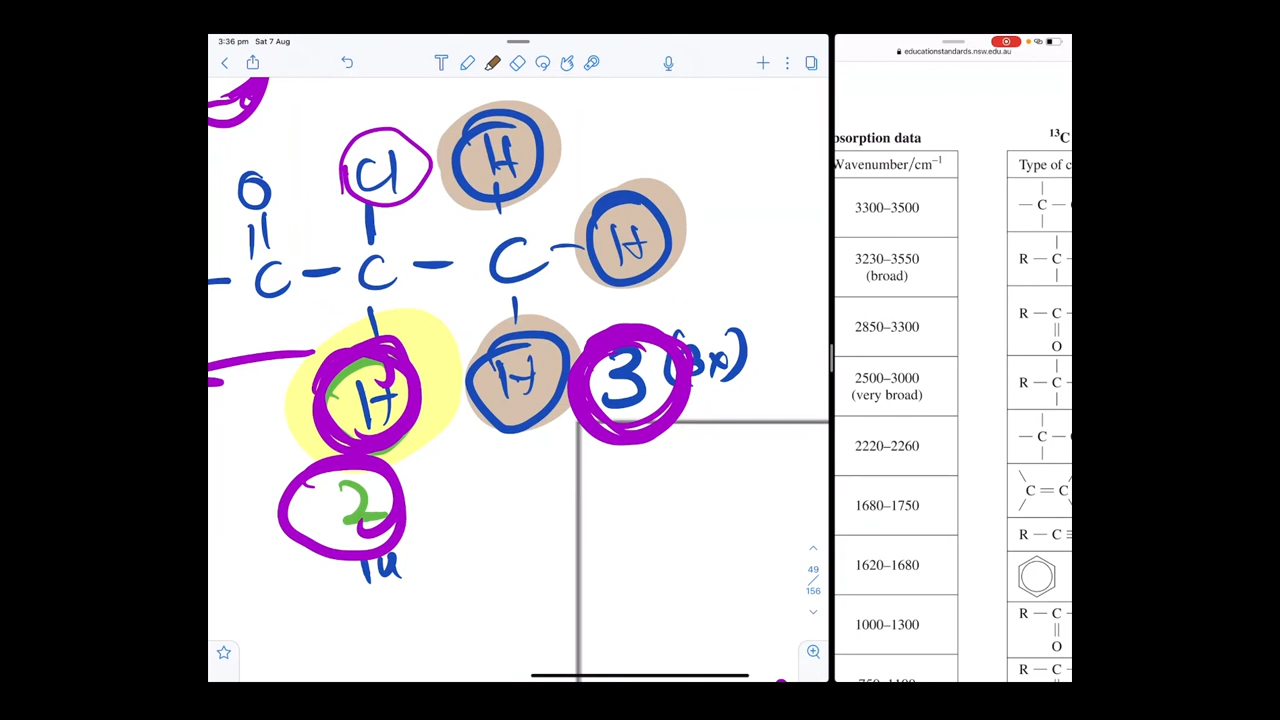 3:36 pm Sat 7 Aug
T
O
||
C — C — C — H
Cl
H
H
H
3 (3x)
2
49
/
156
educationstandards.nsw.edu.au
bsorption data
Wavenumber/cm⁻¹
3300–3500
3230–3550
(broad)
2850–3300
2500–3000
(very broad)
2220–2260
1680–1750
1620–1680
1000–1300
¹³C
Type of c
— C —
R — C —
R — C
||
O
R — C —
— C —
C = C
R — C ≡
R — C
||
O
R — C